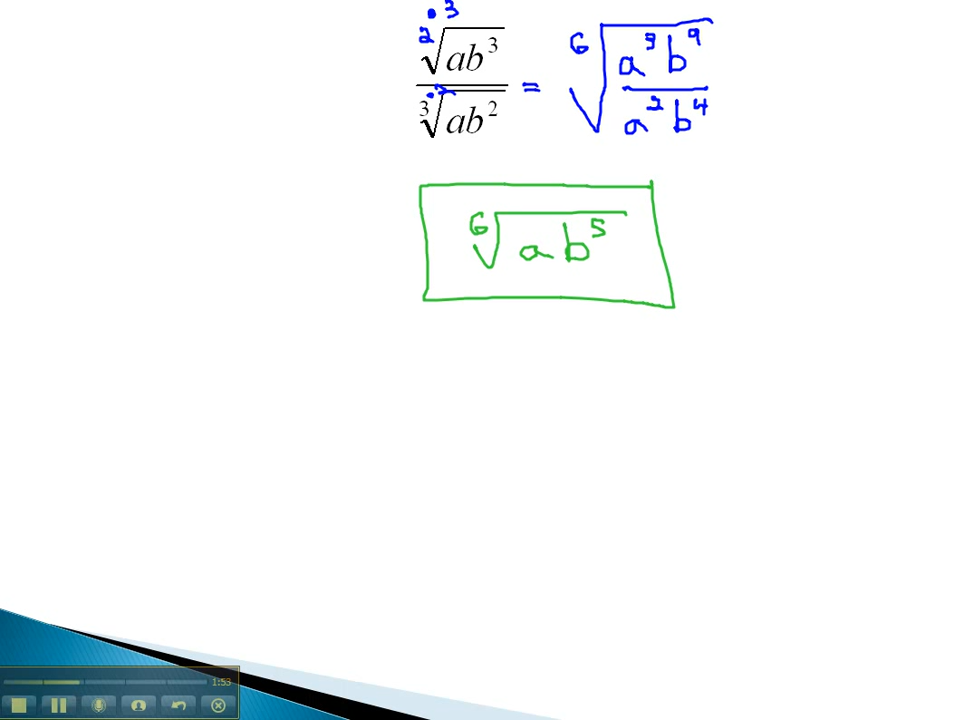 · 3
2√ab³ / 3·2√ab² = 6√a³b⁹ / a²b⁴
6√ab⁵
1:53